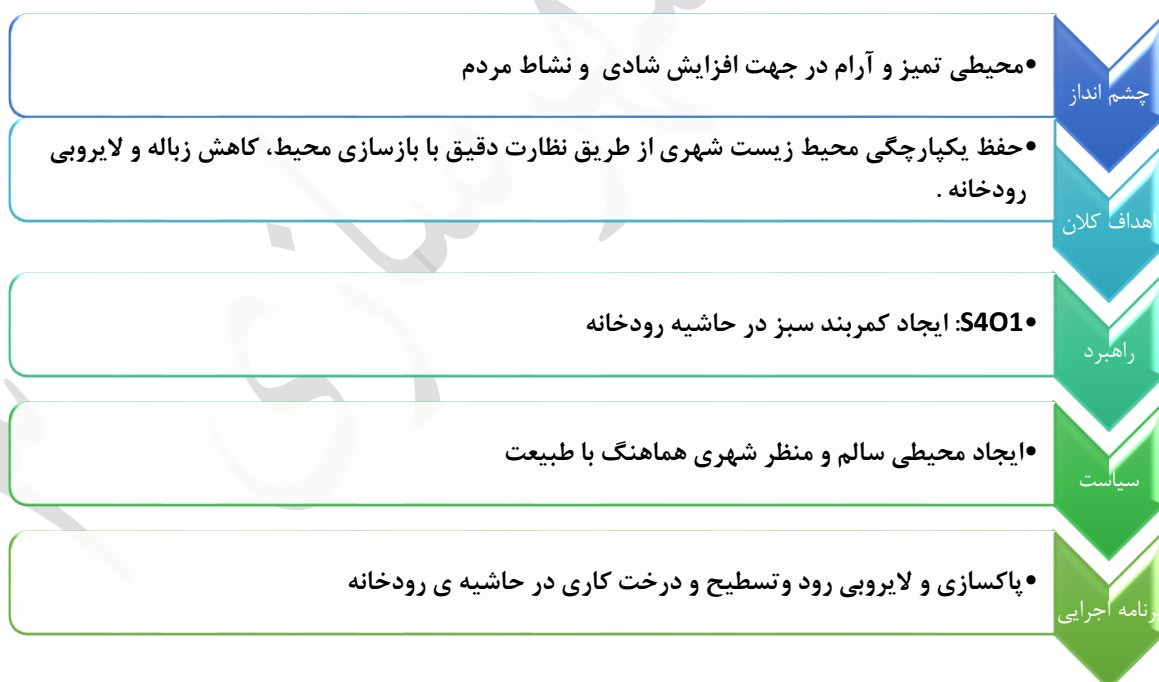 چشم انداز
•محیطی تمیز و آرام در جهت افزایش شادی و نشاط مردم
اهداف کلان
•حفظ یکپارچگی محیط زیست شهری از طریق نظارت دقیق با بازسازی محیط، کاهش زباله و لایروبی
رودخانه .
راهبرد
•S4O1: ایجاد کمربند سبز در حاشیه رودخانه
سیاست
•ایجاد محیطی سالم و منظر شهری هماهنگ با طبیعت
برنامه اجرایی
•پاکسازی و لایروبی رود وتسطیح و درخت کاری در حاشیه ی رودخانه